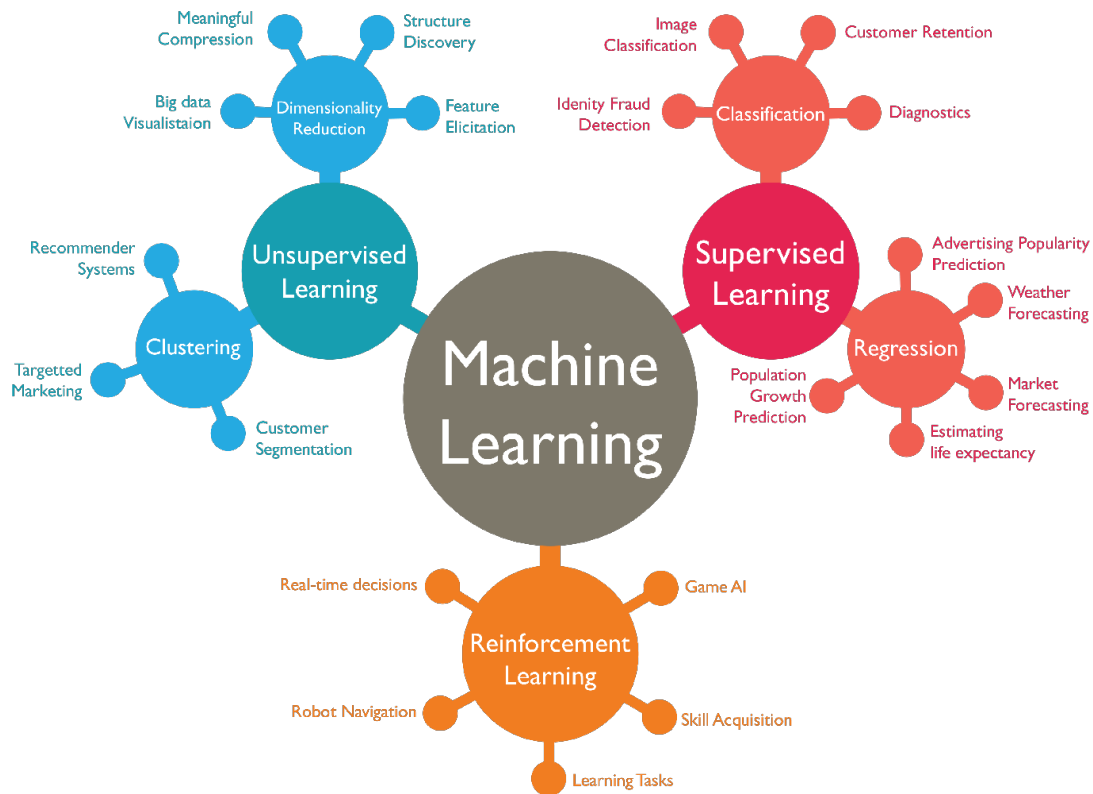 Meaningful
Compression
Structure
Discovery
Big data
Visualistaion
Dimensionality
Reduction
Feature
Elicitation
Image
Classification
Customer Retention
Idenity Fraud
Detection
Classification
Diagnostics
Recommender
Systems
Unsupervised
Learning
Clustering
Targetted
Marketing
Customer
Segmentation
Machine
Learning
Supervised
Learning
Advertising Popularity
Prediction
Weather
Forecasting
Regression
Population
Growth
Prediction
Market
Forecasting
Estimating
life expectancy
Real-time decisions
Game AI
Reinforcement
Learning
Robot Navigation
Skill Acquisition
Learning Tasks